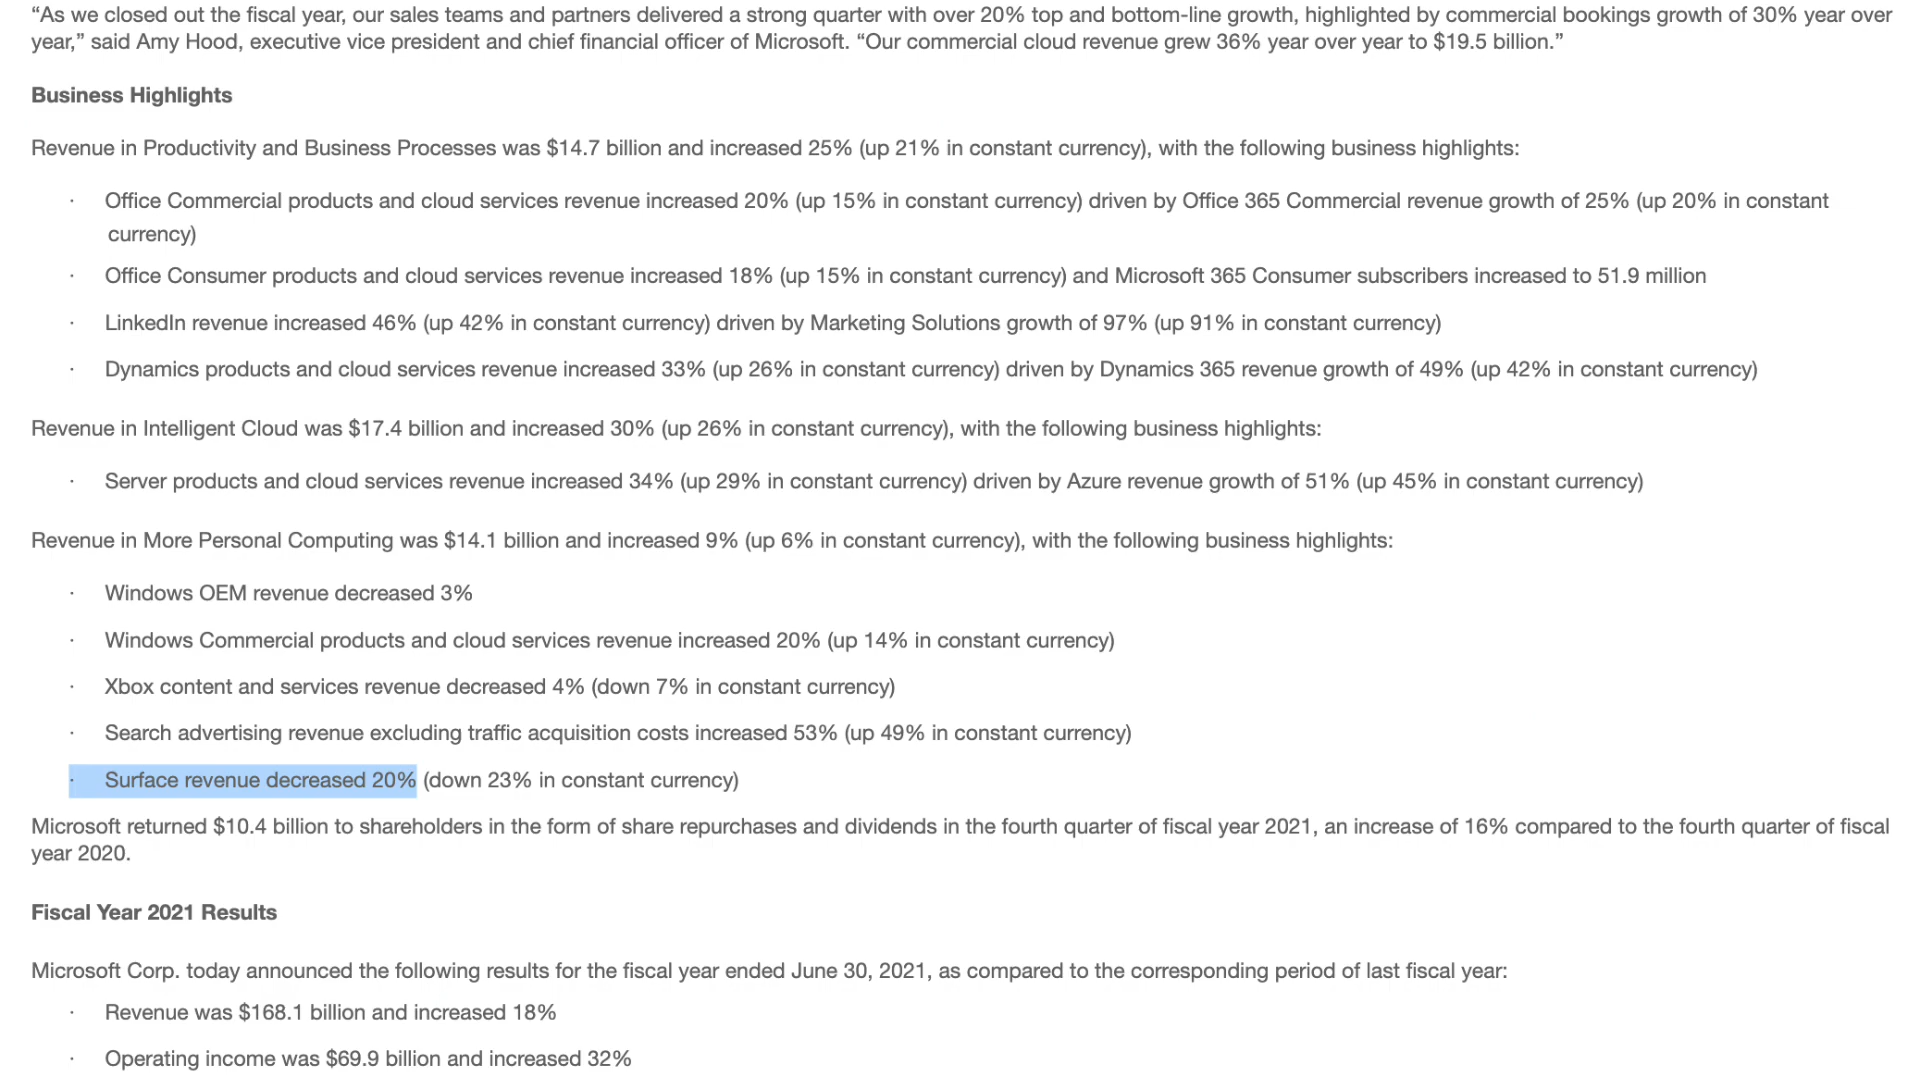 “As we closed out the fiscal year, our sales teams and partners delivered a strong quarter with over 20% top and bottom-line growth, highlighted by commercial bookings growth of 30% year over
year,” said Amy Hood, executive vice president and chief financial officer of Microsoft. “Our commercial cloud revenue grew 36% year over year to $19.5 billion.”
Business Highlights
Revenue in Productivity and Business Processes was $14.7 billion and increased 25% (up 21% in constant currency), with the following business highlights:
· Office Commercial products and cloud services revenue increased 20% (up 15% in constant currency) driven by Office 365 Commercial revenue growth of 25% (up 20% in constant
currency)
· Office Consumer products and cloud services revenue increased 18% (up 15% in constant currency) and Microsoft 365 Consumer subscribers increased to 51.9 million
· LinkedIn revenue increased 46% (up 42% in constant currency) driven by Marketing Solutions growth of 97% (up 91% in constant currency)
· Dynamics products and cloud services revenue increased 33% (up 26% in constant currency) driven by Dynamics 365 revenue growth of 49% (up 42% in constant currency)
Revenue in Intelligent Cloud was $17.4 billion and increased 30% (up 26% in constant currency), with the following business highlights:
· Server products and cloud services revenue increased 34% (up 29% in constant currency) driven by Azure revenue growth of 51% (up 45% in constant currency)
Revenue in More Personal Computing was $14.1 billion and increased 9% (up 6% in constant currency), with the following business highlights:
· Windows OEM revenue decreased 3%
· Windows Commercial products and cloud services revenue increased 20% (up 14% in constant currency)
· Xbox content and services revenue decreased 4% (down 7% in constant currency)
· Search advertising revenue excluding traffic acquisition costs increased 53% (up 49% in constant currency)
· Surface revenue decreased 20% (down 23% in constant currency)
Microsoft returned $10.4 billion to shareholders in the form of share repurchases and dividends in the fourth quarter of fiscal year 2021, an increase of 16% compared to the fourth quarter of fiscal
year 2020.
Fiscal Year 2021 Results
Microsoft Corp. today announced the following results for the fiscal year ended June 30, 2021, as compared to the corresponding period of last fiscal year:
· Revenue was $168.1 billion and increased 18%
· Operating income was $69.9 billion and increased 32%